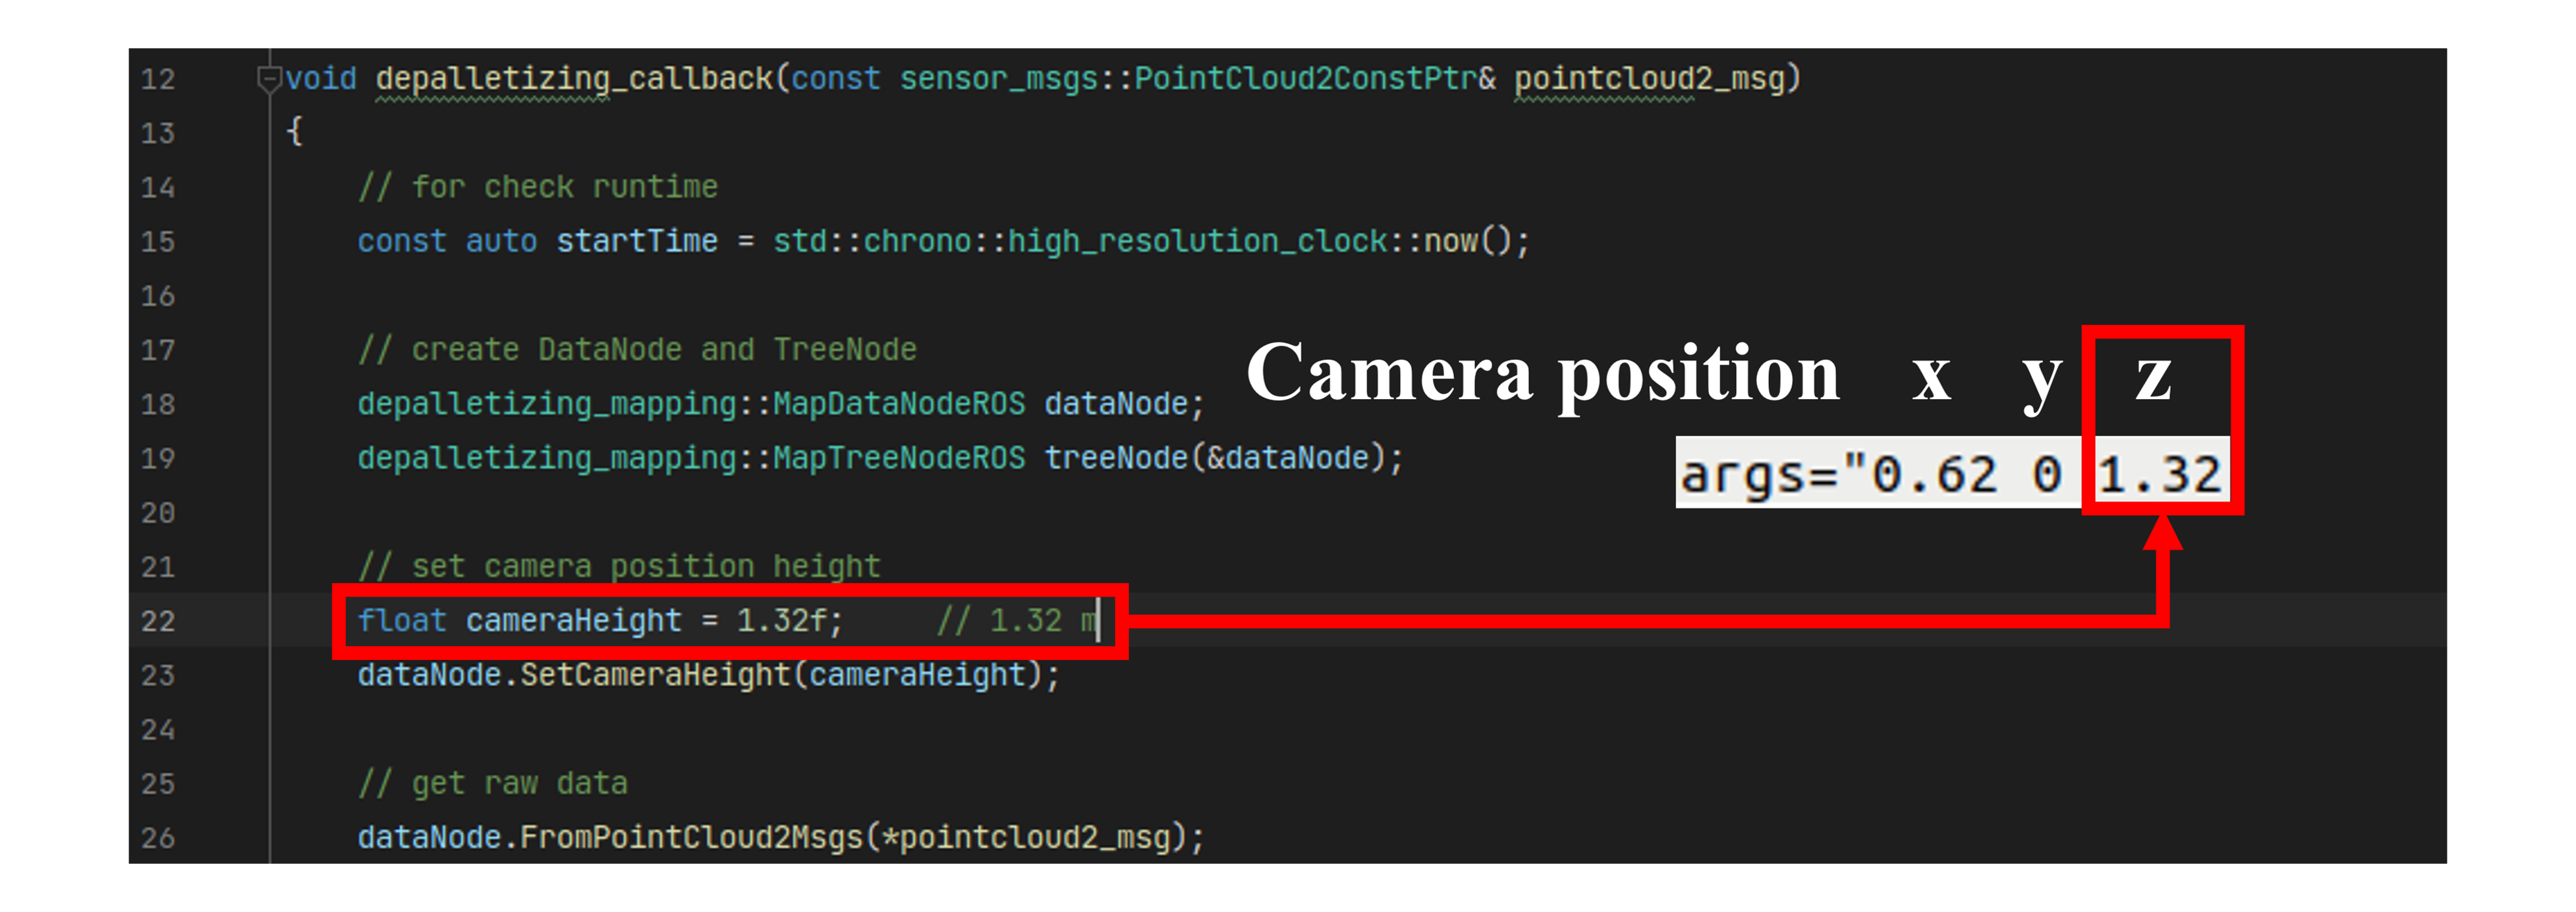 12 void depalletizing_callback(const sensor_msgs::PointCloud2ConstPtr& pointcloud2_msg)
13 {
14 // for check runtime
15 const auto startTime = std::chrono::high_resolution_clock::now();
16
17 // create DataNode and TreeNode
18 depalletizing_mapping::MapDataNodeROS dataNode;
19 depalletizing_mapping::MapTreeNodeROS treeNode(&dataNode);
20
21 // set camera position height
22 float cameraHeight = 1.32f; // 1.32 m
23 dataNode.SetCameraHeight(cameraHeight);
24
25 // get raw data
26 dataNode.FromPointCloud2Msgs(*pointcloud2_msg);
Camera position x y z
args="0.62 0 1.32